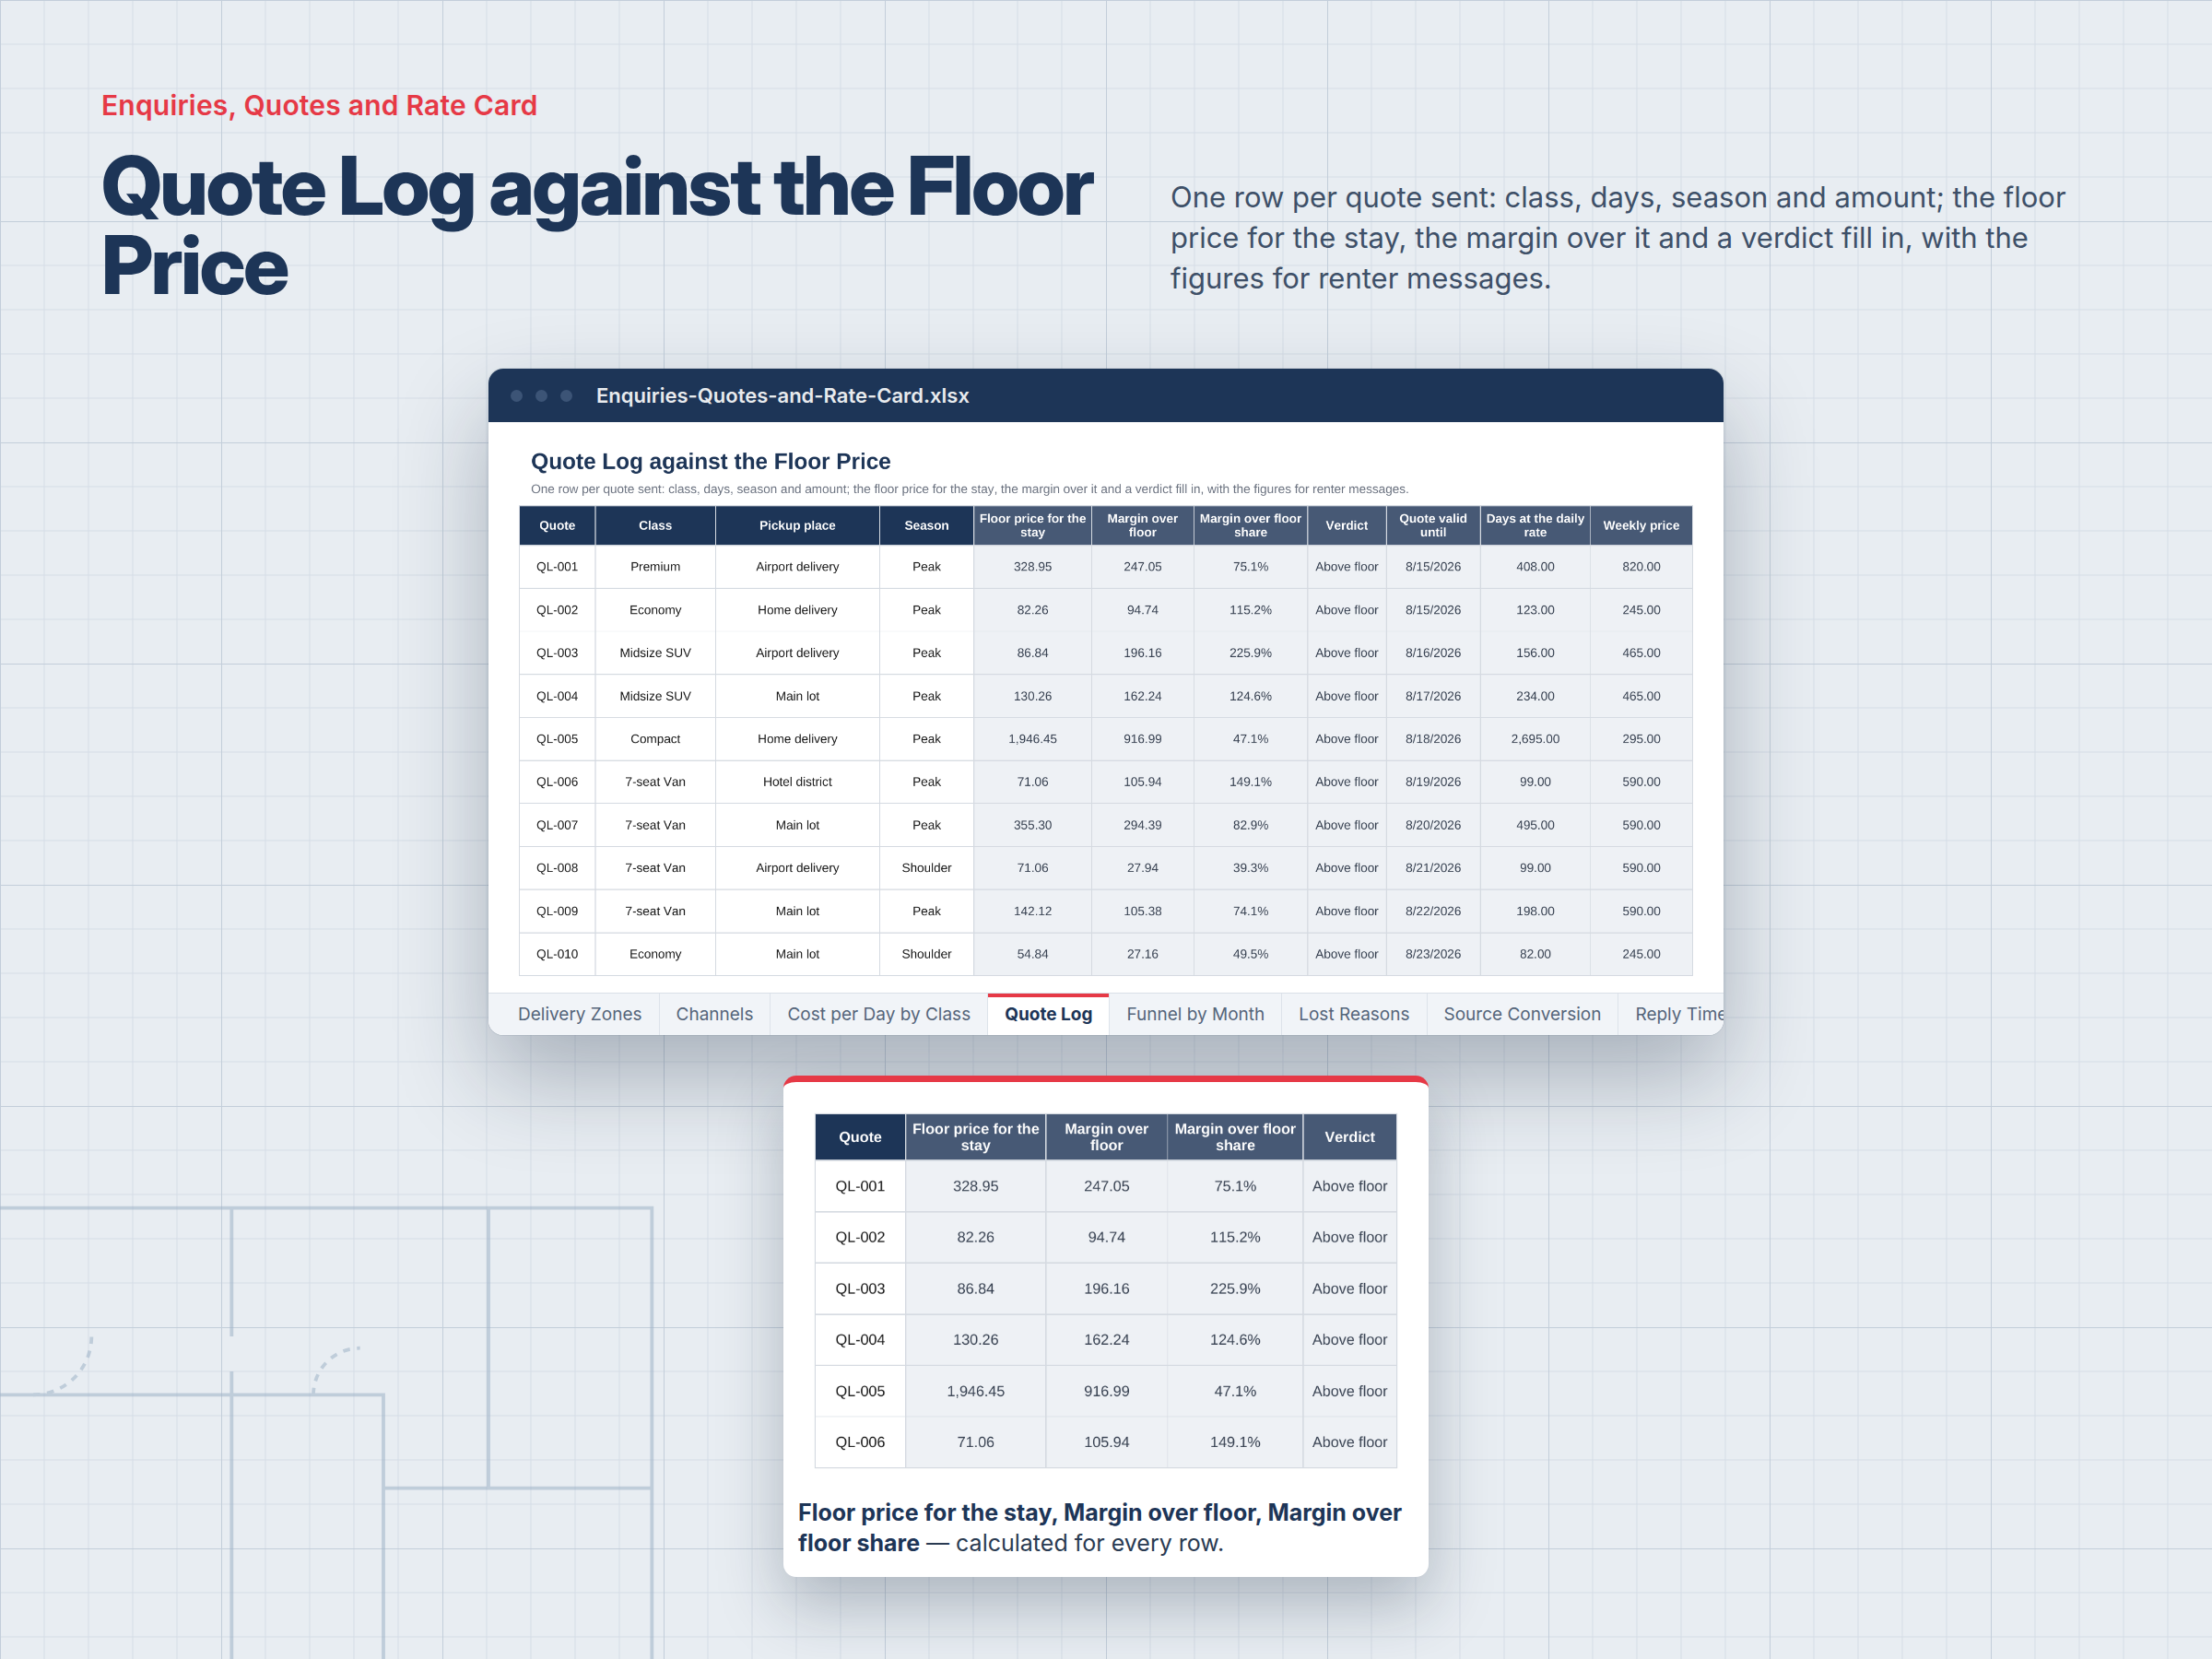 Enquiries, Quotes and Rate Card
Quote Log against the Floor
Price
One row per quote sent: class, days, season and amount; the floor
price for the stay, the margin over it and a verdict fill in, with the
figures for renter messages.
Enquiries-Quotes-and-Rate-Card.xlsx
Quote Log against the Floor Price
One row per quote sent: class, days, season and amount; the floor price for the stay, the margin over it and a verdict fill in, with the figures for renter messages.
Quote Class Pickup place Season Floor price for the stay Margin over floor Margin over floor share Verdict Quote valid until Days at the daily rate Weekly price
QL-001 Premium Airport delivery Peak 328.95 247.05 75.1% Above floor 8/15/2026 408.00 820.00
QL-002 Economy Home delivery Peak 82.26 94.74 115.2% Above floor 8/15/2026 123.00 245.00
QL-003 Midsize SUV Airport delivery Peak 86.84 196.16 225.9% Above floor 8/16/2026 156.00 465.00
QL-004 Midsize SUV Main lot Peak 130.26 162.24 124.6% Above floor 8/17/2026 234.00 465.00
QL-005 Compact Home delivery Peak 1,946.45 916.99 47.1% Above floor 8/18/2026 2,695.00 295.00
QL-006 7-seat Van Hotel district Peak 71.06 105.94 149.1% Above floor 8/19/2026 99.00 590.00
QL-007 7-seat Van Main lot Peak 355.30 294.39 82.9% Above floor 8/20/2026 495.00 590.00
QL-008 7-seat Van Airport delivery Shoulder 71.06 27.94 39.3% Above floor 8/21/2026 99.00 590.00
QL-009 7-seat Van Main lot Peak 142.12 105.38 74.1% Above floor 8/22/2026 198.00 590.00
QL-010 Economy Main lot Shoulder 54.84 27.16 49.5% Above floor 8/23/2026 82.00 245.00
Delivery Zones Channels Cost per Day by Class Quote Log Funnel by Month Lost Reasons Source Conversion Reply Time
Quote Floor price for the stay Margin over floor Margin over floor share Verdict
QL-001 328.95 247.05 75.1% Above floor
QL-002 82.26 94.74 115.2% Above floor
QL-003 86.84 196.16 225.9% Above floor
QL-004 130.26 162.24 124.6% Above floor
QL-005 1,946.45 916.99 47.1% Above floor
QL-006 71.06 105.94 149.1% Above floor
Floor price for the stay, Margin over floor, Margin over
floor share — calculated for every row.